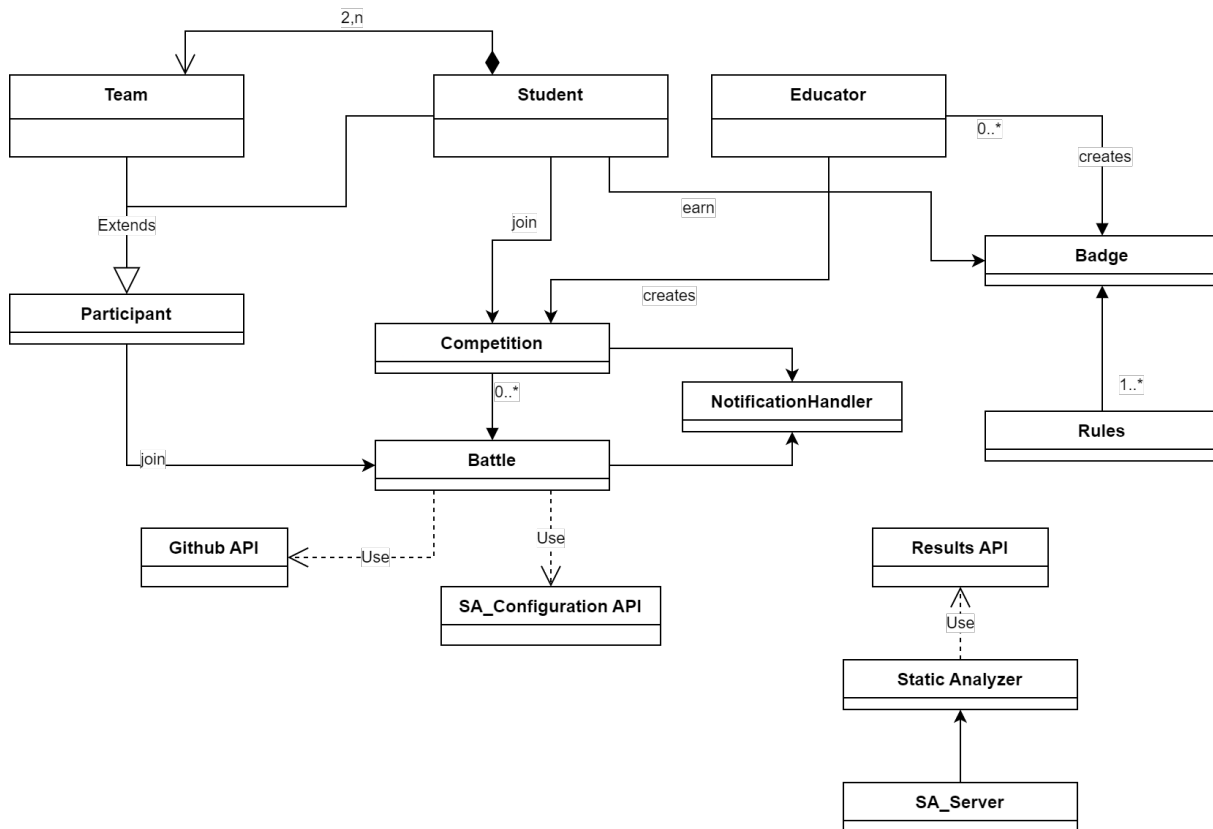 2,n
Team
Student
Educator
0..*
creates
earn
join
Extends
Badge
creates
Participant
Competition
0..*
NotificationHandler
1..*
Rules
join
Battle
Use
Use
Github API
Results API
SA_Configuration API
Use
Static Analyzer
SA_Server